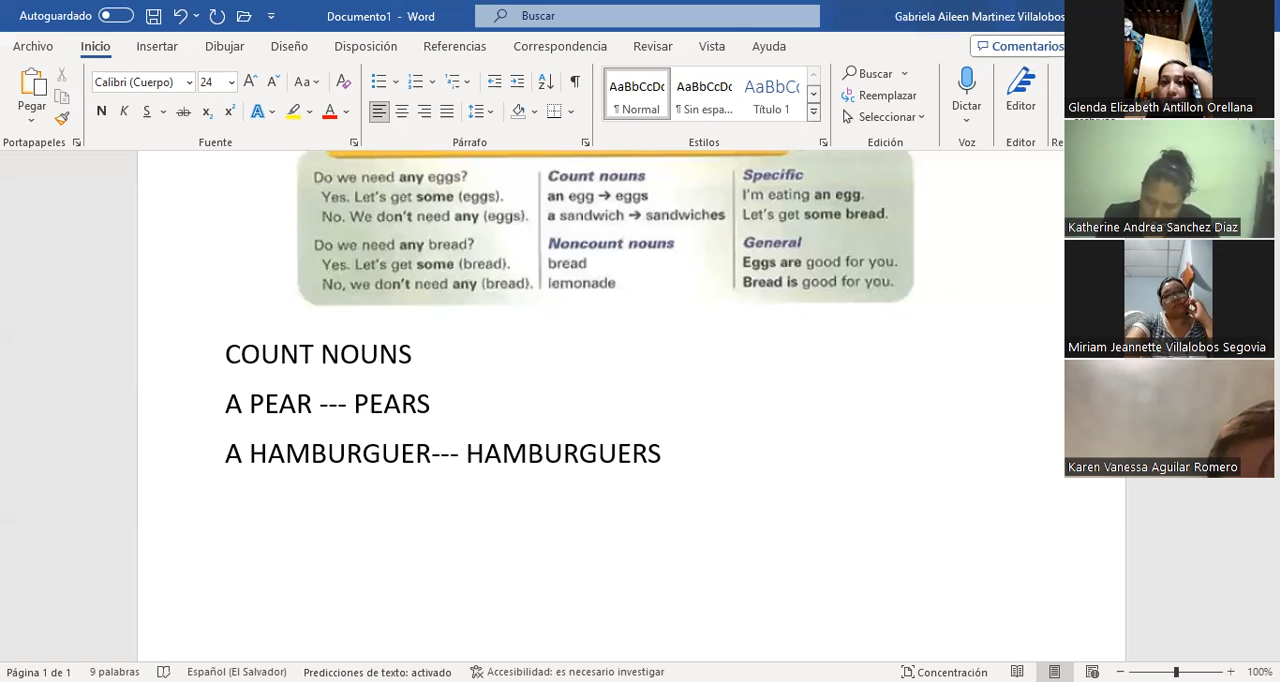 Autoguardado
Documento1 - Word
Buscar
Gabriela Aileen Martinez Villalobos
Archivo Inicio Insertar Dibujar Diseño Disposición Referencias Correspondencia Revisar Vista Ayuda
Comentarios
Pegar
Calibri (Cuerpo) 24
AaBbCcDc AaBbCcDc AaBbCc
¶ Normal ¶ Sin espa... Título 1
Buscar
Reemplazar
Seleccionar
Dictar
Editor
Portapapeles Fuente Párrafo Estilos Edición Voz Editor Re
Do we need any eggs?
Yes. Let's get some (eggs).
No. We don't need any (eggs).
Do we need any bread?
Yes. Let's get some (bread).
No, we don't need any (bread).
Count nouns
an egg → eggs
a sandwich → sandwiches
Noncount nouns
bread
lemonade
Specific
I'm eating an egg.
Let's get some bread.
General
Eggs are good for you.
Bread is good for you.
COUNT NOUNS
A PEAR --- PEARS
A HAMBURGUER--- HAMBURGUERS
Glenda Elizabeth Antillon Orellana
Katherine Andrea Sanchez Diaz
Miriam Jeannette Villalobos Segovia
Karen Vanessa Aguilar Romero
Página 1 de 1 9 palabras Español (El Salvador) Predicciones de texto: activado Accesibilidad: es necesario investigar Concentración 100%